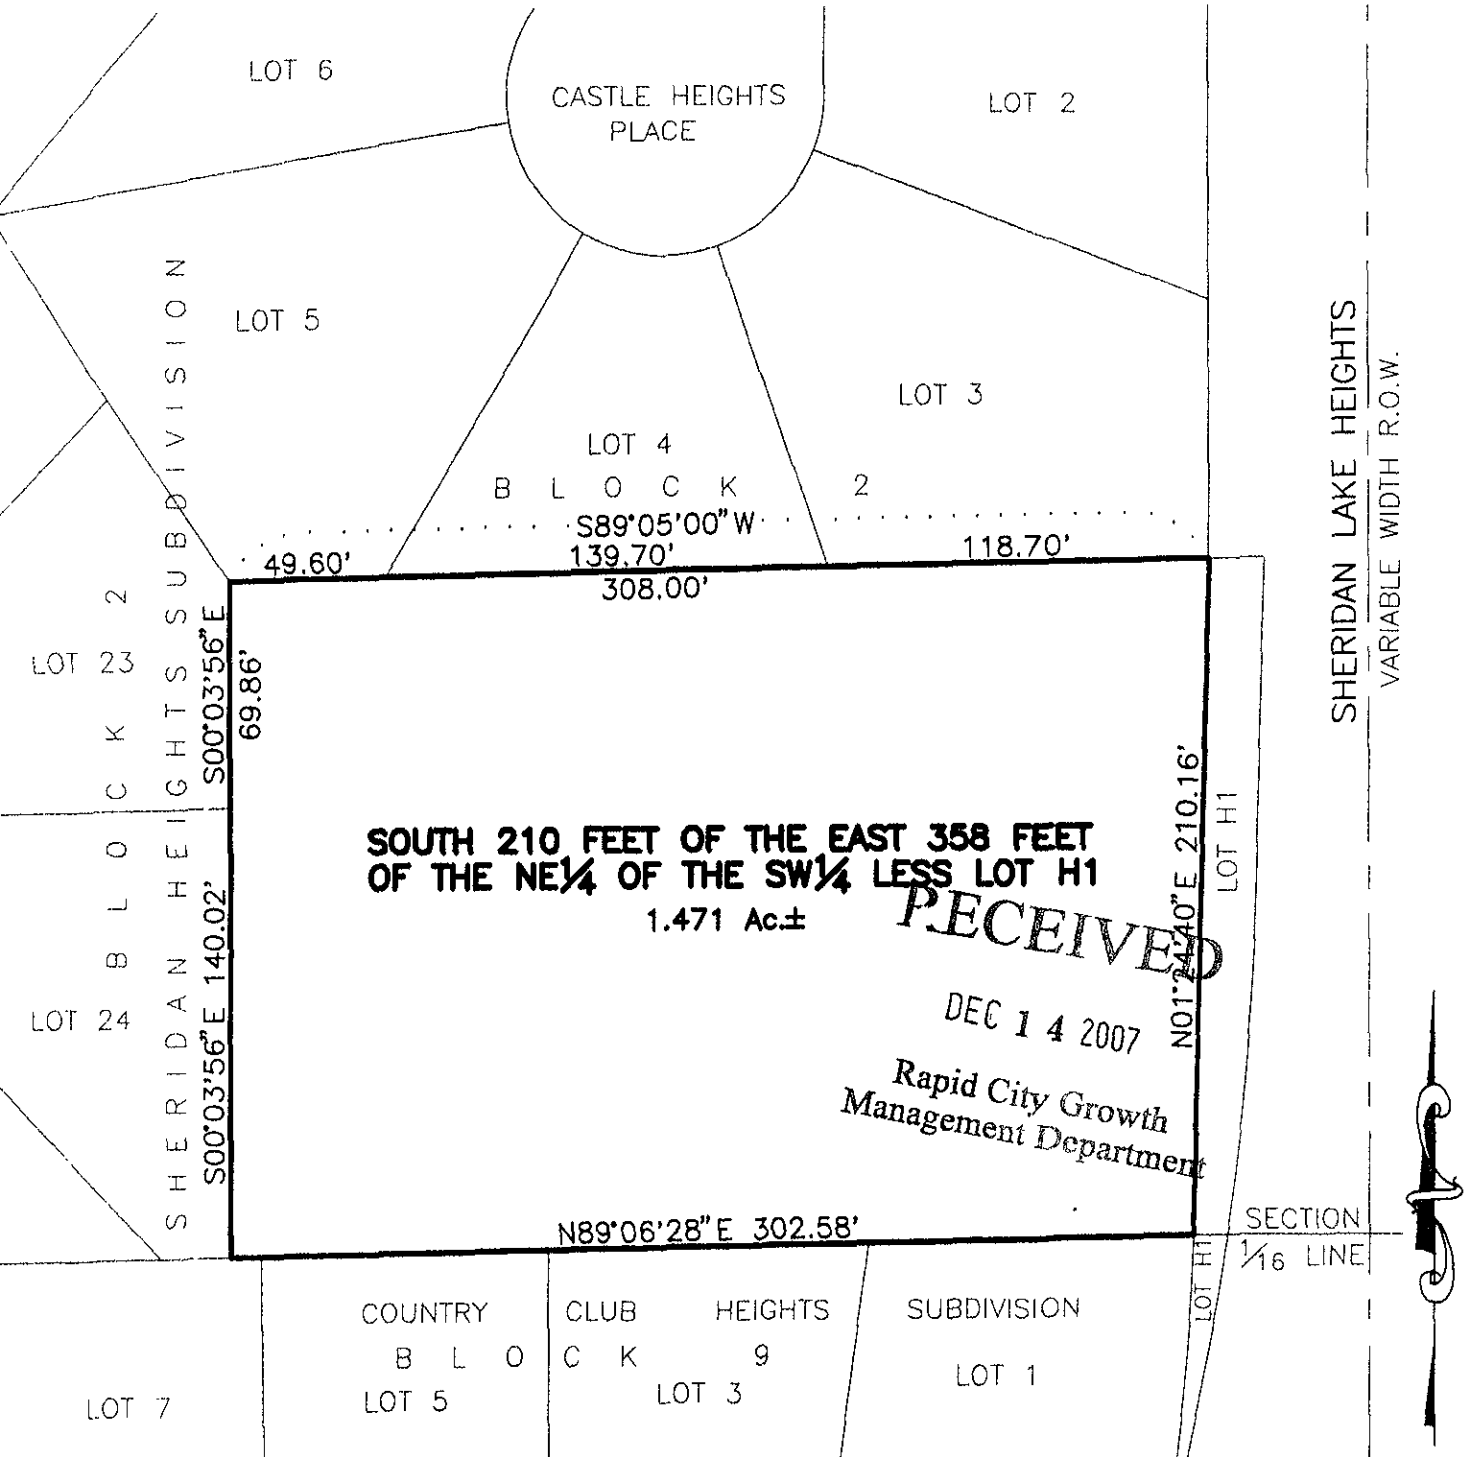 LOT 6
CASTLE HEIGHTS
PLACE
LOT 2
LOT 5
LOT 3
LOT 4
BLOCK 2
S89°05'00"W
49.60'
139.70'
118.70'
308.00'
SHERIDAN LAKE HEIGHTS
VARIABLE WIDTH R.O.W.
SHERIDAN HEIGHTS SUBDIVISION
BLOCK 2
LOT 23
LOT 24
S00°03'56"E
69.86'
S00°03'56"E 140.02'
SOUTH 210 FEET OF THE EAST 358 FEET
OF THE NE¼ OF THE SW¼ LESS LOT H1
1.471 Ac.±
N01°24'40"E 210.16'
LOT H1
RECEIVED
DEC 14 2007
Rapid City Growth
Management Department
N89°06'28"E 302.58'
SECTION
1/16 LINE
LOT H1
COUNTRY CLUB HEIGHTS SUBDIVISION
BLOCK 9
LOT 7
LOT 5
LOT 3
LOT 1